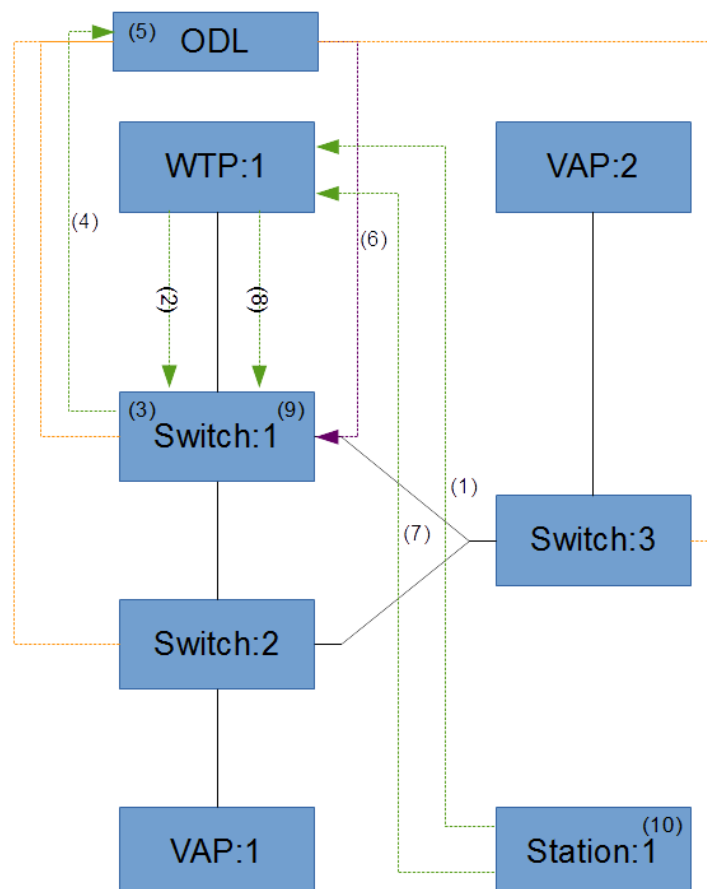 (5) ODL
WTP:1
VAP:2
(4)
(6)
(2)
(8)
(3)
(9)
Switch:1
(1)
(7)
Switch:3
Switch:2
(10)
VAP:1
Station:1